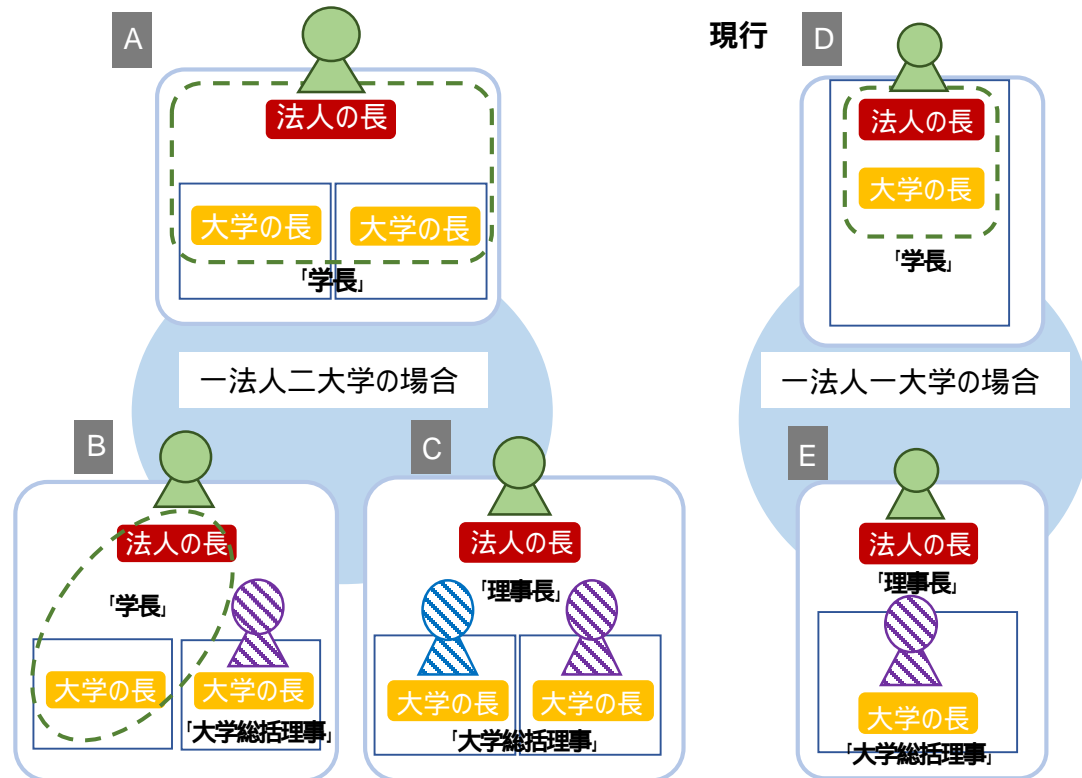 A
法人の長
大学の長
大学の長
「学長」
一法人二大学の場合
B
法人の長
「学長」
大学の長
大学の長
「大学総括理事」
C
法人の長
「理事長」
大学の長
大学の長
「大学総括理事」
現行
D
法人の長
大学の長
「学長」
一法人一大学の場合
E
法人の長
「理事長」
大学の長
「大学総括理事」